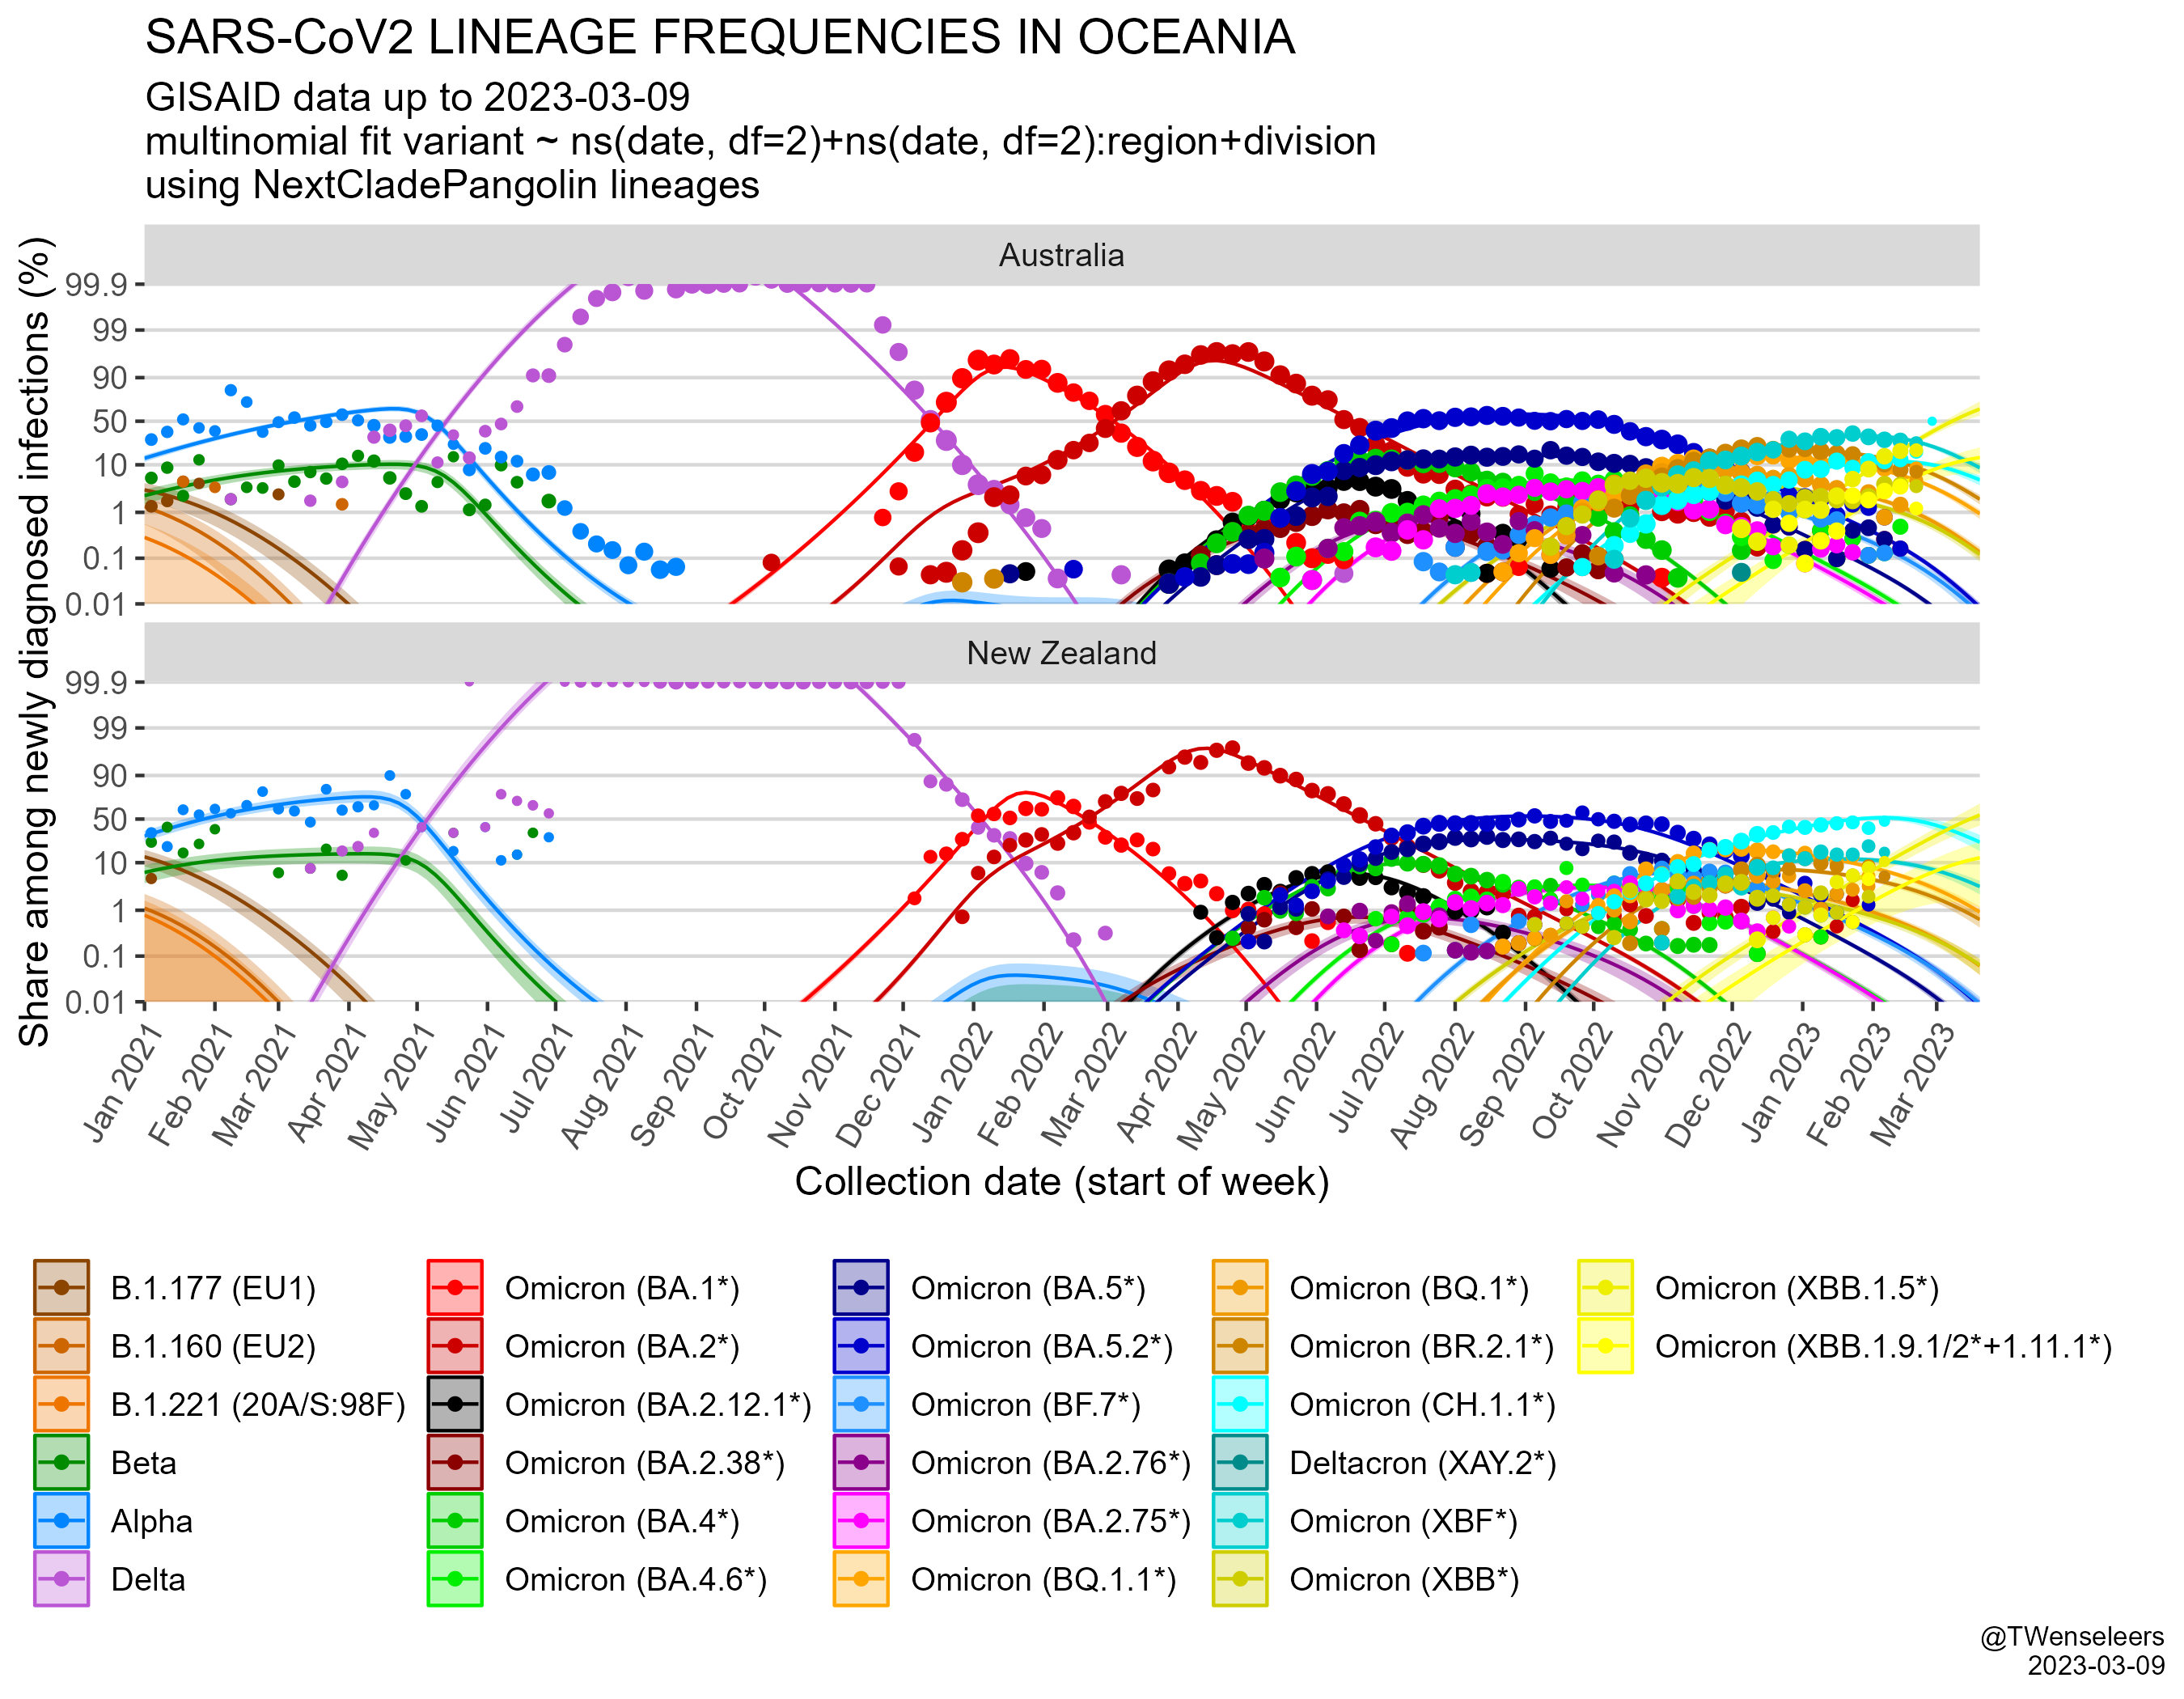 SARS-CoV2 LINEAGE FREQUENCIES IN OCEANIA
GISAID data up to 2023-03-09
multinomial fit variant ~ ns(date, df=2)+ns(date, df=2):region+division
using NextCladePangolin lineages
Share among newly diagnosed infections (%)
Australia
99.9
99
90
50
10
1
0.1
0.01
New Zealand
99.9
99
90
50
10
1
0.1
0.01
Jan 2021
Feb 2021
Mar 2021
Apr 2021
May 2021
Jun 2021
Jul 2021
Aug 2021
Sep 2021
Oct 2021
Nov 2021
Dec 2021
Jan 2022
Feb 2022
Mar 2022
Apr 2022
May 2022
Jun 2022
Jul 2022
Aug 2022
Sep 2022
Oct 2022
Nov 2022
Dec 2022
Jan 2023
Feb 2023
Mar 2023
Collection date (start of week)
B.1.177 (EU1)
B.1.160 (EU2)
B.1.221 (20A/S:98F)
Beta
Alpha
Delta
Omicron (BA.1*)
Omicron (BA.2*)
Omicron (BA.2.12.1*)
Omicron (BA.2.38*)
Omicron (BA.4*)
Omicron (BA.4.6*)
Omicron (BA.5*)
Omicron (BA.5.2*)
Omicron (BF.7*)
Omicron (BA.2.76*)
Omicron (BA.2.75*)
Omicron (BQ.1.1*)
Omicron (BQ.1*)
Omicron (BR.2.1*)
Omicron (CH.1.1*)
Deltacron (XAY.2*)
Omicron (XBF*)
Omicron (XBB*)
Omicron (XBB.1.5*)
Omicron (XBB.1.9.1/2*+1.11.1*)
@TWenseleers
2023-03-09